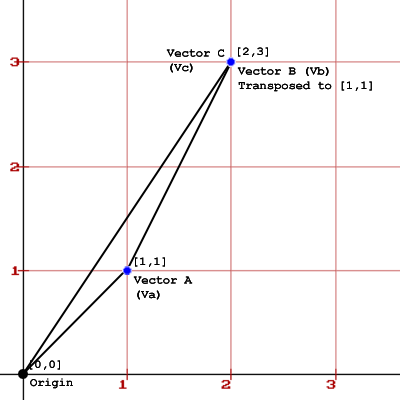 Vector C [2,3]
(Vc)
Vector B (Vb)
Transposed to [1,1]
3
2
1
[1,1]
Vector A
(Va)
[0,0]
Origin
1
2
3